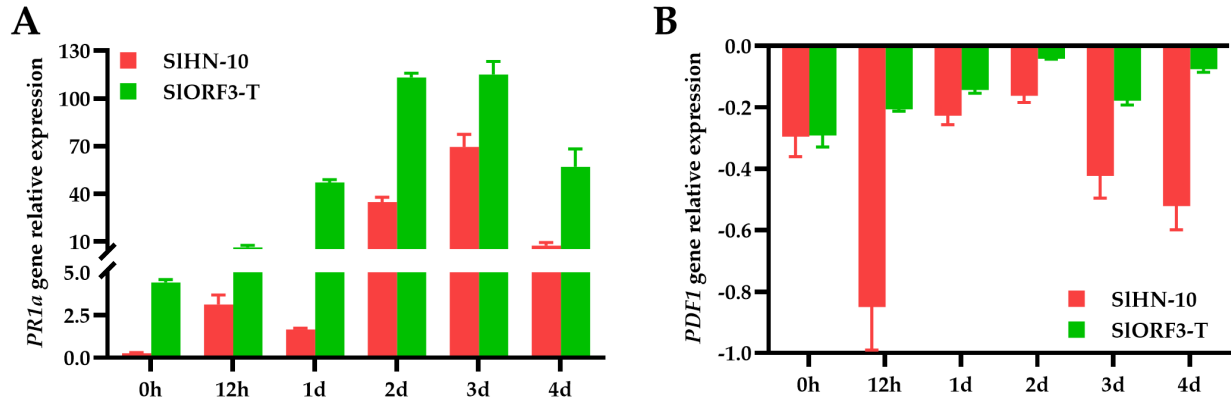 A
PR1a gene relative expression
130
100
70
40
10
5.0
2.5
0.0
SlHN-10
SlORF3-T
0h 12h 1d 2d 3d 4d
B
PDF1 gene relative expression
0.0
-0.2
-0.4
-0.6
-0.8
-1.0
SlHN-10
SlORF3-T
0h 12h 1d 2d 3d 4d